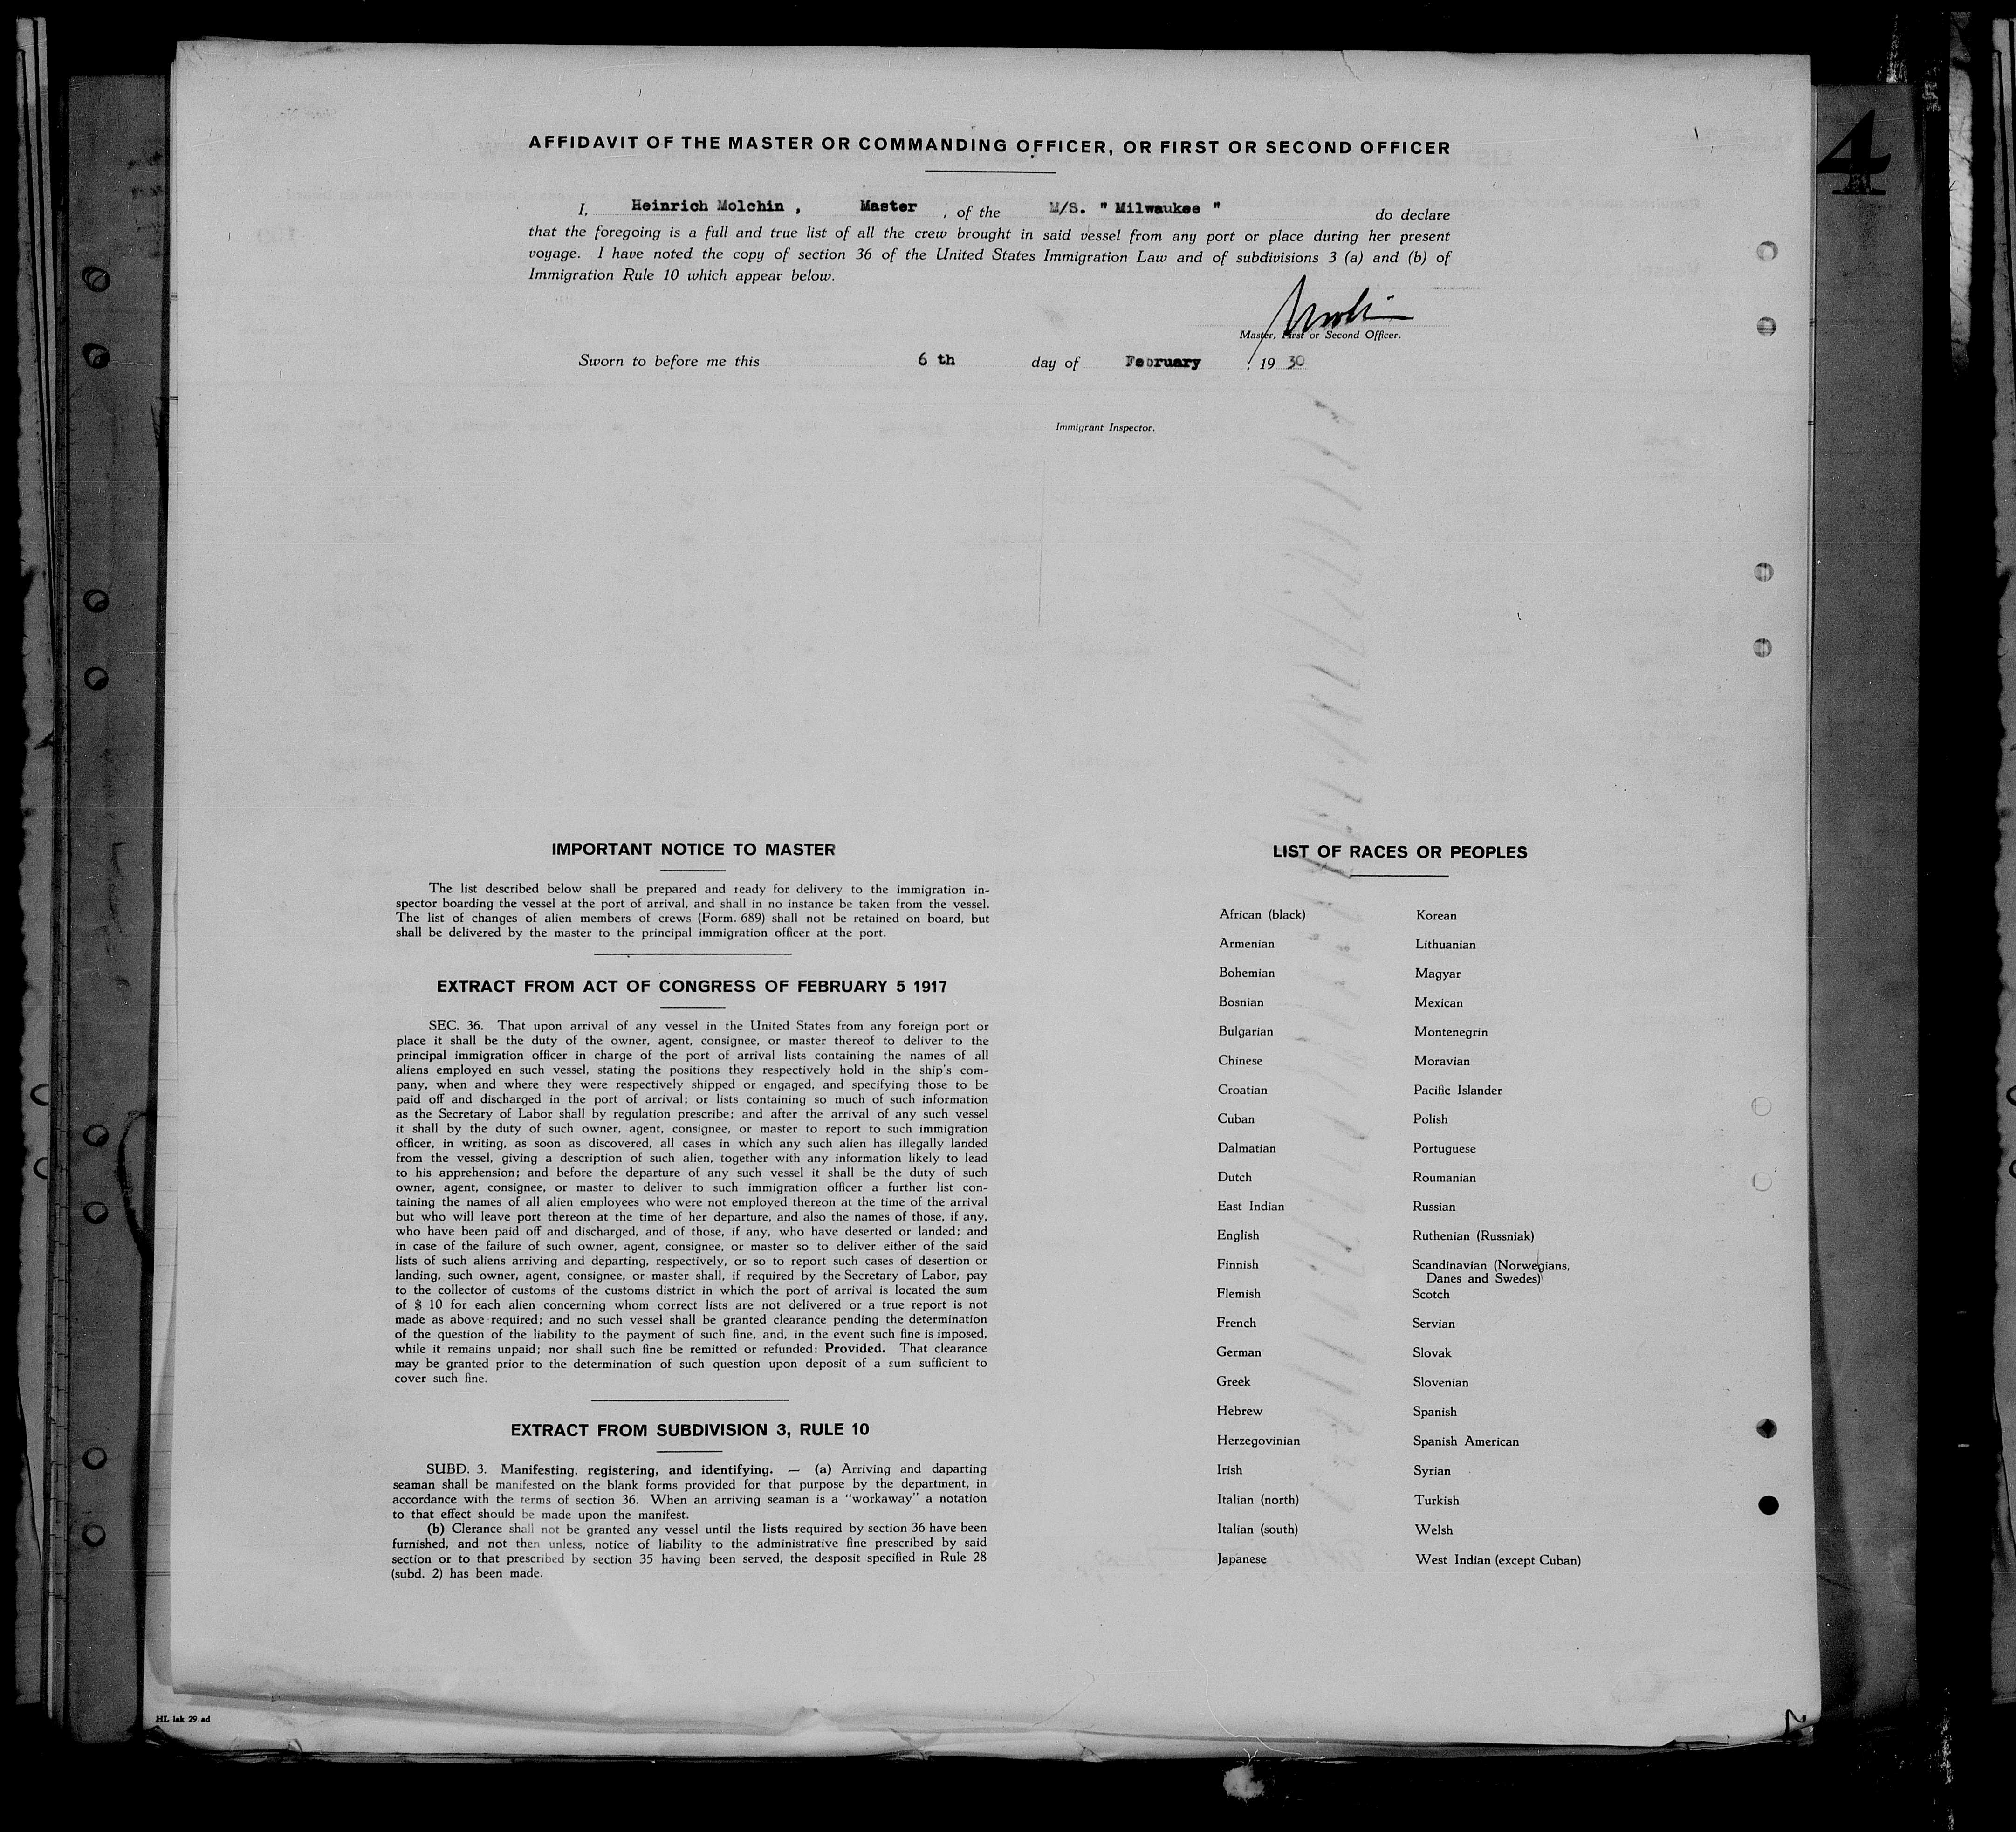 AFFIDAVIT OF THE MASTER OR COMMANDING OFFICER, OR FIRST OR SECOND OFFICER
I, Heinrich Molchin , Master , of the M/S. " Milwaukee " do declare
that the foregoing is a full and true list of all the crew brought in said vessel from any port or place during her present
voyage. I have noted the copy of section 36 of the United States Immigration Law and of subdivisions 3 (a) and (b) of
Immigration Rule 10 which appear below.
Master, First or Second Officer.
Sworn to before me this 6 th day of February , 19 30
Immigrant Inspector.
IMPORTANT NOTICE TO MASTER
The list described below shall be prepared and ready for delivery to the immigration in-
spector boarding the vessel at the port of arrival, and shall in no instance be taken from the vessel.
The list of changes of alien members of crews (Form. 689) shall not be retained on board, but
shall be delivered by the master to the principal immigration officer at the port.
EXTRACT FROM ACT OF CONGRESS OF FEBRUARY 5 1917
SEC. 36. That upon arrival of any vessel in the United States from any foreign port or
place it shall be the duty of the owner, agent, consignee, or master thereof to deliver to the
principal immigration officer in charge of the port of arrival lists containing the names of all
aliens employed en such vessel, stating the positions they respectively hold in the ship's com-
pany, when and where they were respectively shipped or engaged, and specifying those to be
paid off and discharged in the port of arrival; or lists containing so much of such information
as the Secretary of Labor shall by regulation prescribe; and after the arrival of any such vessel
it shall by the duty of such owner, agent, consignee, or master to report to such immigration
officer, in writing, as soon as discovered, all cases in which any such alien has illegally landed
from the vessel, giving a description of such alien, together with any information likely to lead
to his apprehension; and before the departure of any such vessel it shall be the duty of such
owner, agent, consignee, or master to deliver to such immigration officer a further list con-
taining the names of all alien employees who were not employed thereon at the time of the arrival
but who will leave port thereon at the time of her departure, and also the names of those, if any,
who have been paid off and discharged, and of those, if any, who have deserted or landed; and
in case of the failure of such owner, agent, consignee, or master so to deliver either of the said
lists of such aliens arriving and departing, respectively, or so to report such cases of desertion or
landing, such owner, agent, consignee, or master shall, if required by the Secretary of Labor, pay
to the collector of customs of the customs district in which the port of arrival is located the sum
of $ 10 for each alien concerning whom correct lists are not delivered or a true report is not
made as above required; and no such vessel shall be granted clearance pending the determination
of the question of the liability to the payment of such fine, and, in the event such fine is imposed,
while it remains unpaid; nor shall such fine be remitted or refunded: Provided. That clearance
may be granted prior to the determination of such question upon deposit of a sum sufficient to
cover such fine.
EXTRACT FROM SUBDIVISION 3, RULE 10
SUBD. 3. Manifesting, registering, and identifying. — (a) Arriving and daparting
seaman shall be manifested on the blank forms provided for that purpose by the department, in
accordance with the terms of section 36. When an arriving seaman is a "workaway" a notation
to that effect should be made upon the manifest.
(b) Clerance shall not be granted any vessel until the lists required by section 36 have been
furnished, and not then unless, notice of liability to the administrative fine prescribed by said
section or to that prescribed by section 35 having been served, the desposit specified in Rule 28
(subd. 2) has been made.
LIST OF RACES OR PEOPLES
African (black)
Armenian
Bohemian
Bosnian
Bulgarian
Chinese
Croatian
Cuban
Dalmatian
Dutch
East Indian
English
Finnish
Flemish
French
German
Greek
Hebrew
Herzegovinian
Irish
Italian (north)
Italian (south)
Japanese
Korean
Lithuanian
Magyar
Mexican
Montenegrin
Moravian
Pacific Islander
Polish
Portuguese
Roumanian
Russian
Ruthenian (Russniak)
Scandinavian (Norwegians,
Danes and Swedes)
Scotch
Servian
Slovak
Slovenian
Spanish
Spanish American
Syrian
Turkish
Welsh
West Indian (except Cuban)
HL lak 29 ad
4
2